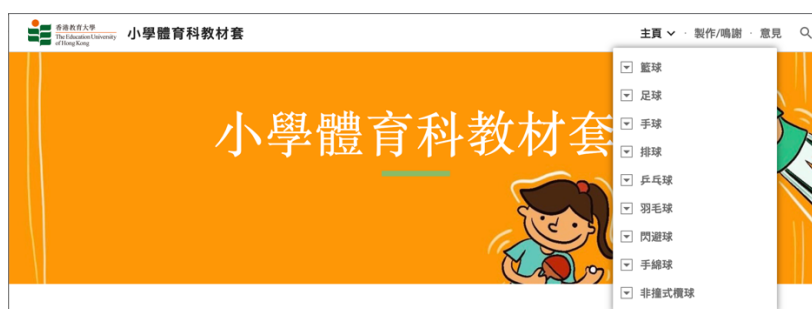 香港教育大學
The Education University
of Hong Kong
小學體育科教材套
主頁 · 製作/鳴謝 · 意見
小學體育科教材套
籃球
足球
手球
排球
乒乓球
羽毛球
閃避球
手綿球
非撞式欖球